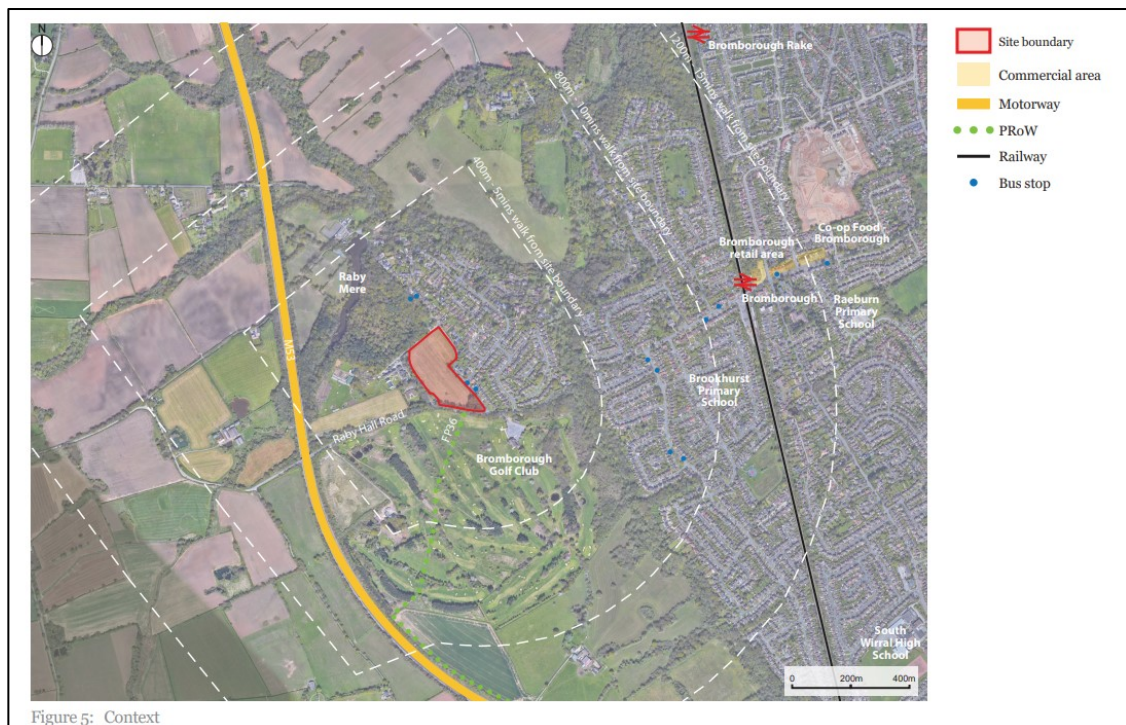 N
Bromborough Rake
1200m - 15mins walk from site boundary
800m - 10mins walk from site boundary
400m - 5mins walk from site boundary
Co-op Food -
Bromborough
Bromborough
retail area
Raby
Mere
Bromborough
Raeburn
Primary
School
M53
Brookhurst
Primary
School
Raby Hall Road
FP36
Bromborough
Golf Club
South
Wirral High
School
0 200m 400m
Site boundary
Commercial area
Motorway
PRoW
Railway
Bus stop
Figure 5: Context